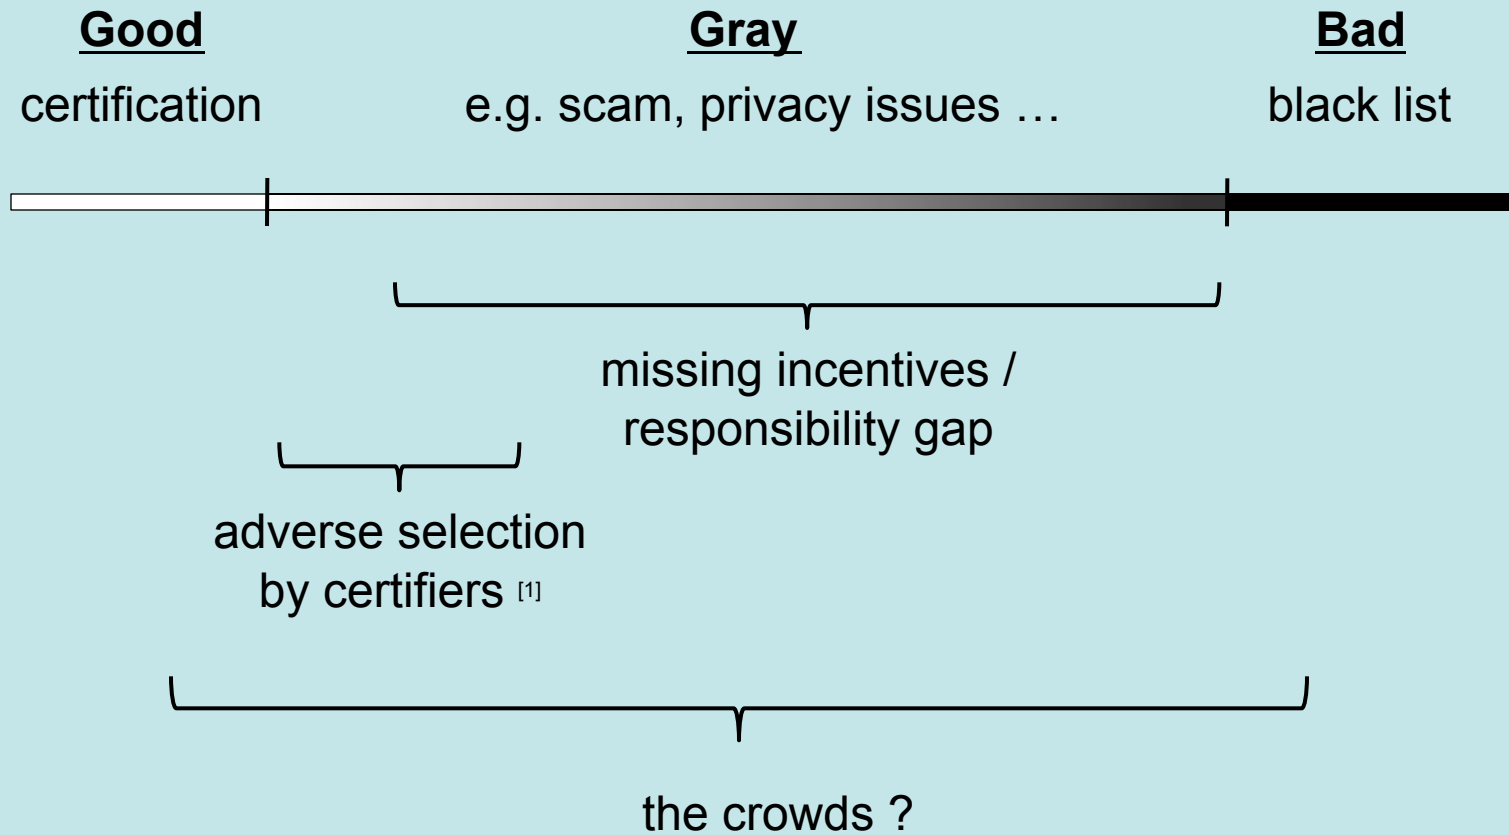 Good Gray Bad
certification e.g. scam, privacy issues … black list
missing incentives /
responsibility gap
adverse selection
by certifiers [1]
the crowds ?